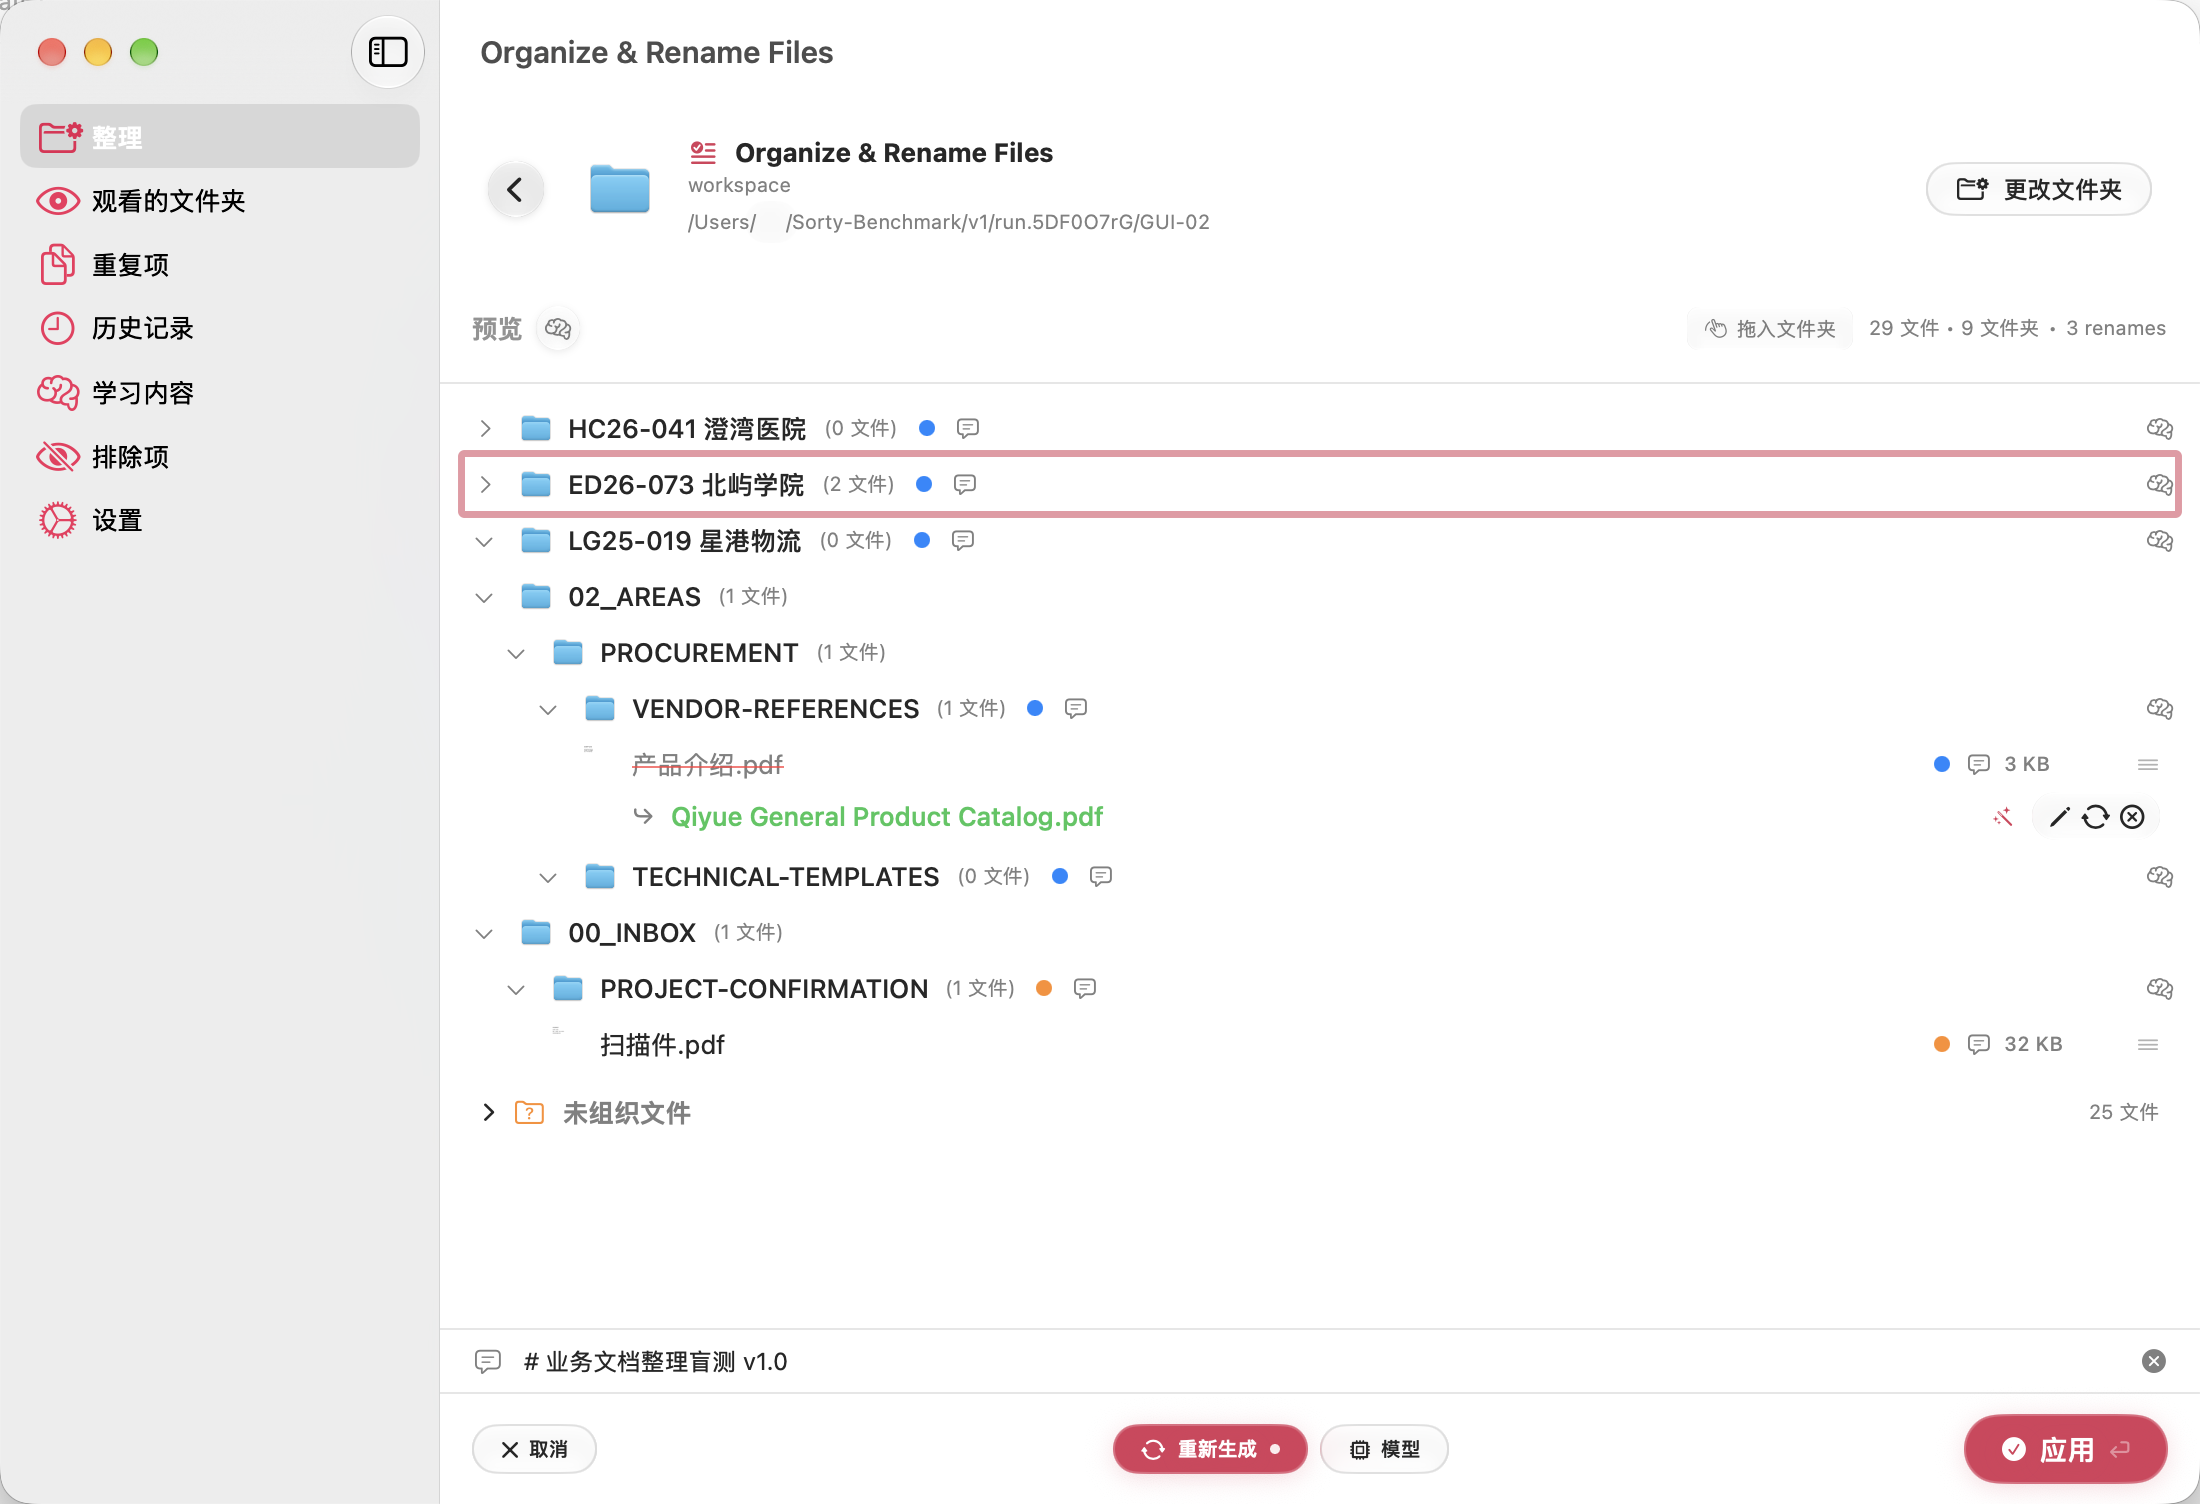 Organize & Rename Files
整理
观看的文件夹
重复项
历史记录
学习内容
排除项
设置
Organize & Rename Files
workspace
/Users/ /Sorty-Benchmark/v1/run.5DF0O7rG/GUI-02
更改文件夹
预览
拖入文件夹
29 文件 • 9 文件夹 • 3 renames
HC26-041 澄湾医院 (0 文件)
ED26-073 北屿学院 (2 文件)
LG25-019 星港物流 (0 文件)
02_AREAS (1 文件)
PROCUREMENT (1 文件)
VENDOR-REFERENCES (1 文件)
产品介绍.pdf 3 KB
Qiyue General Product Catalog.pdf
TECHNICAL-TEMPLATES (0 文件)
00_INBOX (1 文件)
PROJECT-CONFIRMATION (1 文件)
扫描件.pdf 32 KB
未组织文件 25 文件
# 业务文档整理盲测 v1.0
取消
重新生成
模型
应用